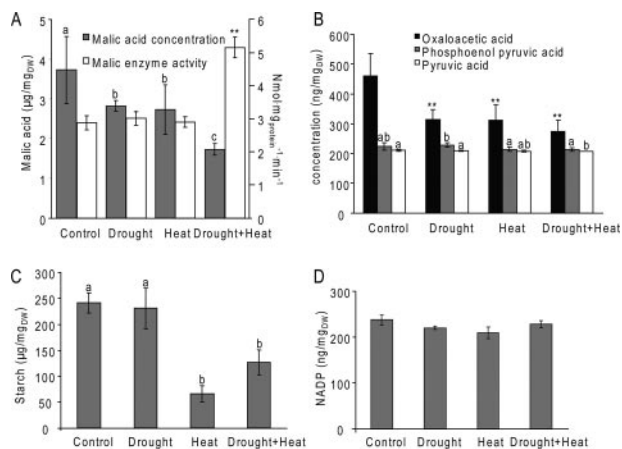 A
Malic acid (µg/mgDW)
5
4
3
2
1
0
a
b
b
c
**
Malic acid concentration
Malic enzyme actvity
6
5
4
3
2
1
0
Nmol·mgprotein-1·min-1
Control Drought Heat Drought+Heat
B
concentration (ng/mgDW)
600
500
400
300
200
Oxaloacetic acid
Phosphoenol pyruvic acid
Pyruvic acid
** ** **
ab a b a a ab a b
Control Drought Heat Drought+Heat
C
Starch (µg/mgDW)
300
250
200
150
100
50
0
a a b b
Control Drought Heat Drought+Heat
D
NADP (ng/mgDW)
300
200
100
0
Control Drought Heat Drought+Heat